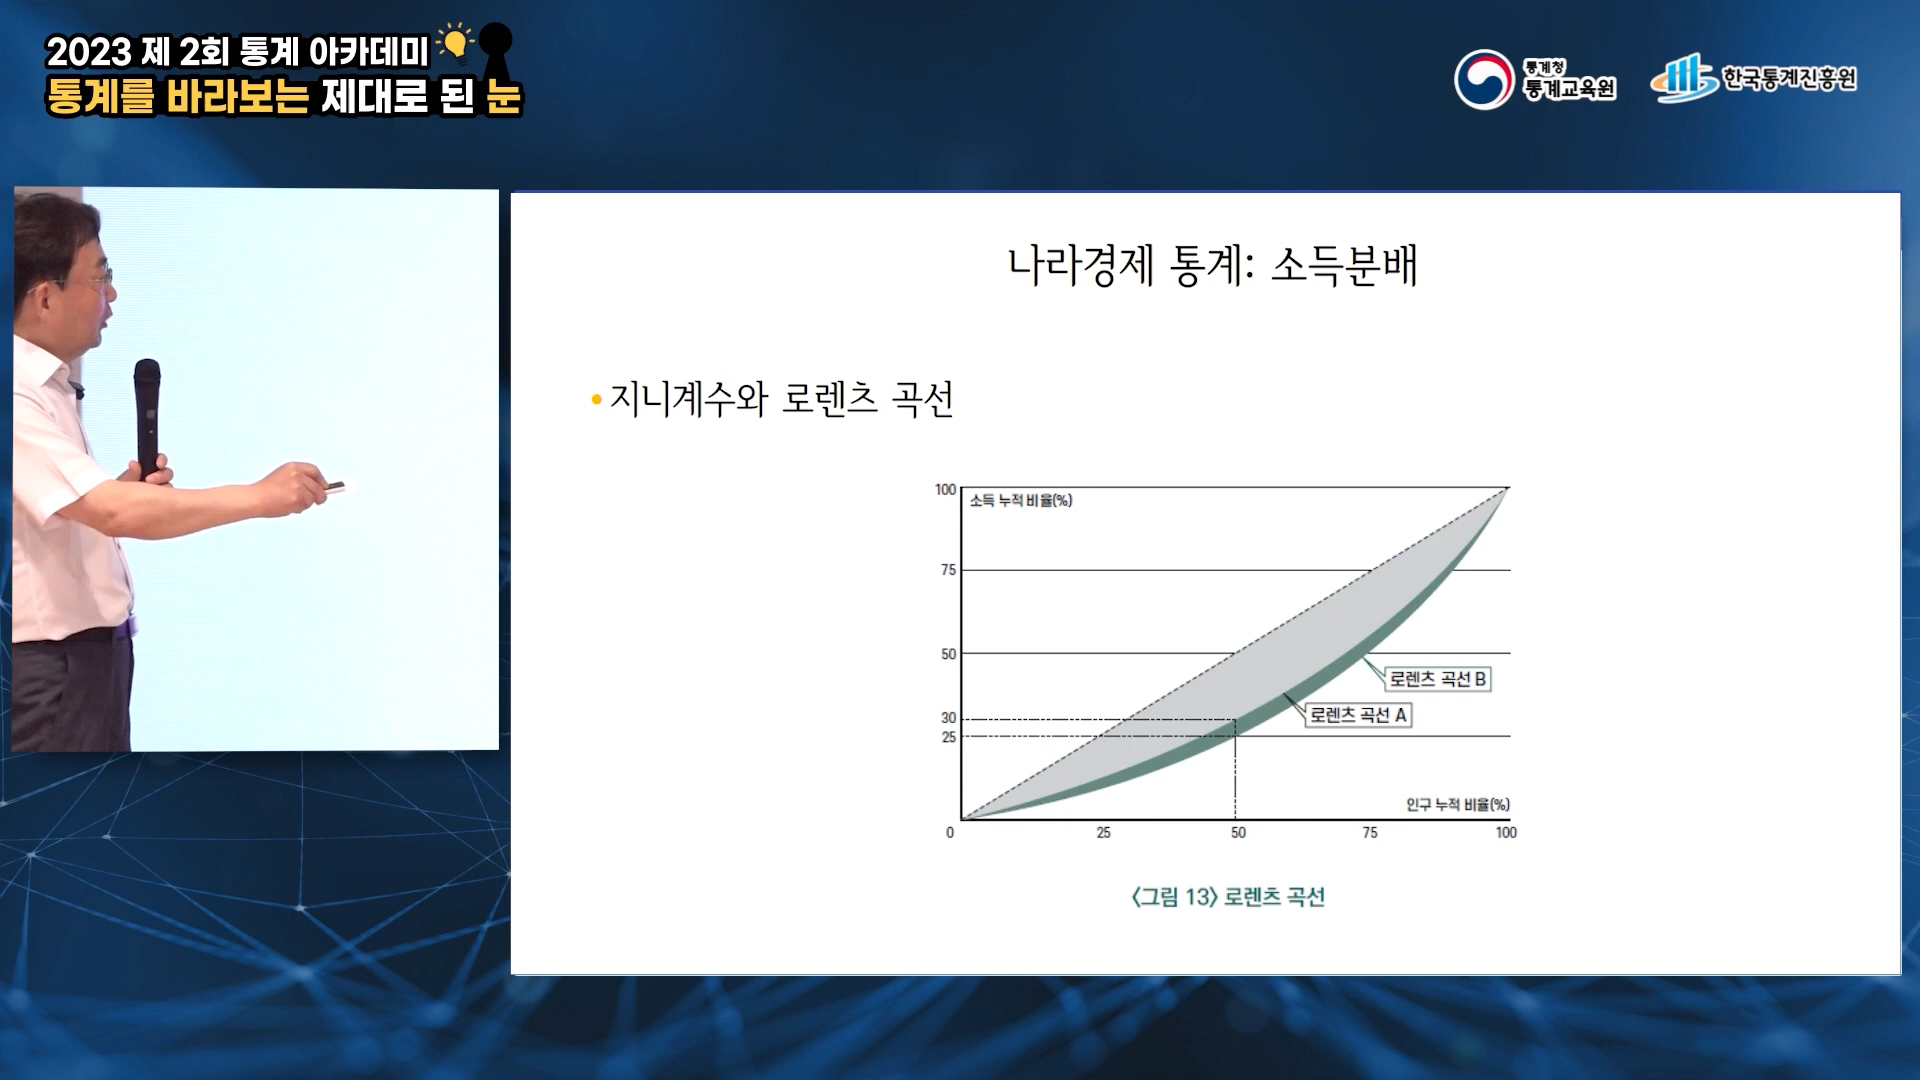 2023 제 2회 통계 아카데미
통계를 바라보는 제대로 된 눈
통계청
통계교육원
한국통계진흥원
나라경제 통계: 소득분배
• 지니계수와 로렌츠 곡선
100
소득 누적 비율(%)
75
50
로렌츠 곡선 B
30
로렌츠 곡선 A
25
인구 누적 비율(%)
0
25
50
75
100
<그림 13> 로렌츠 곡선